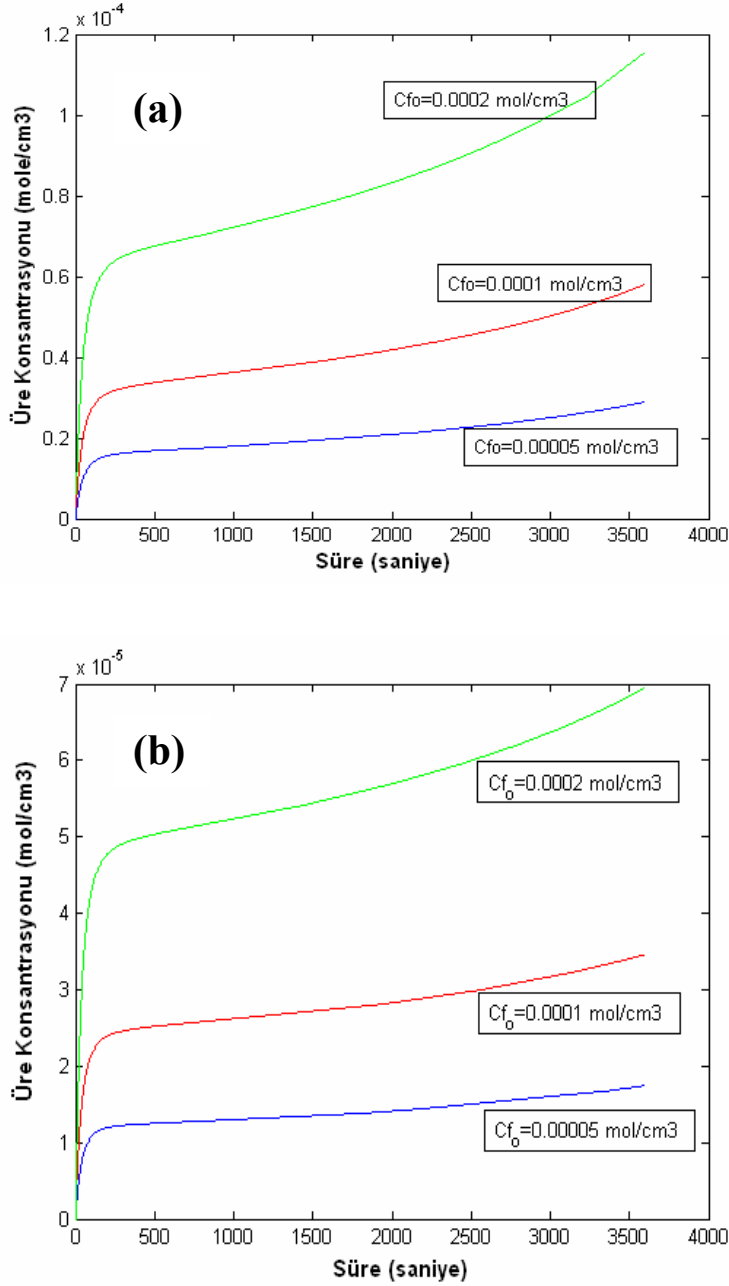 x 10-4
1.2
1
0.8
0.6
0.4
0.2
0
(a)
Cfo=0.0002 mol/cm3
Cfo=0.0001 mol/cm3
Cfo=0.00005 mol/cm3
Üre Konsantrasyonu (mole/cm3)
0 500 1000 1500 2000 2500 3000 3500 4000
Süre (saniye)
x 10-5
7
6
5
4
3
2
1
0
(b)
Cfo=0.0002 mol/cm3
Cfo=0.0001 mol/cm3
Cfo=0.00005 mol/cm3
Üre Konsantrasyonu (mol/cm3)
0 500 1000 1500 2000 2500 3000 3500 4000
Süre (saniye)